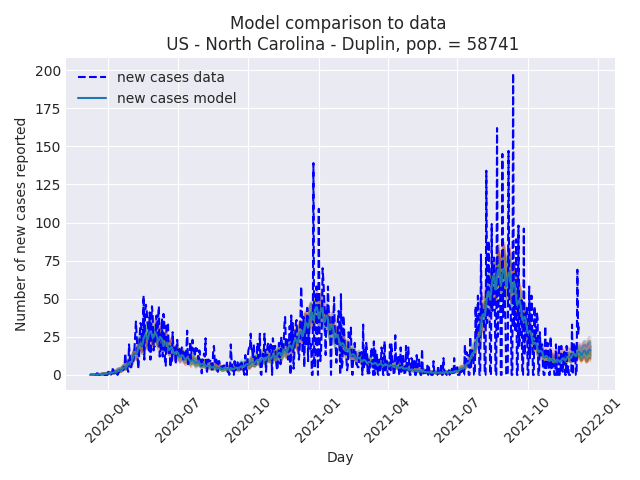 Model comparison to data
US - North Carolina - Duplin, pop. = 58741
new cases data
new cases model
Number of new cases reported
200
175
150
125
100
75
50
25
0
2020-04
2020-07
2020-10
2021-01
2021-04
2021-07
2021-10
2022-01
Day